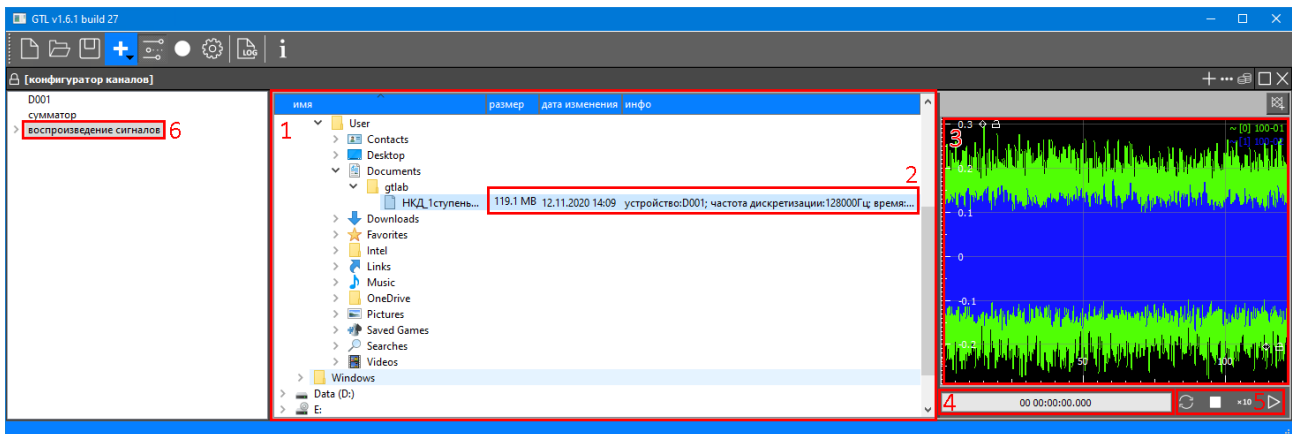 GTL v1.6.1 build 27
LOG
[конфигуратор каналов]
D001
сумматор
воспроизведение сигналов 6
имя размер дата изменения инфо
1
User
Contacts
Desktop
Documents
2
gtlab
НКД_1ступень... 119.1 MB 12.11.2020 14:09 устройство:D001; частота дискретизации:128000Гц; время:...
Downloads
Favorites
Intel
Links
Music
OneDrive
Pictures
Saved Games
Searches
Videos
Windows
Data (D:)
E:
3
0.3
~ [0] 100-01
0.2
0.1
0
-0.1
-0.2
50 100
4 00 00:00:00.000 ×10 5